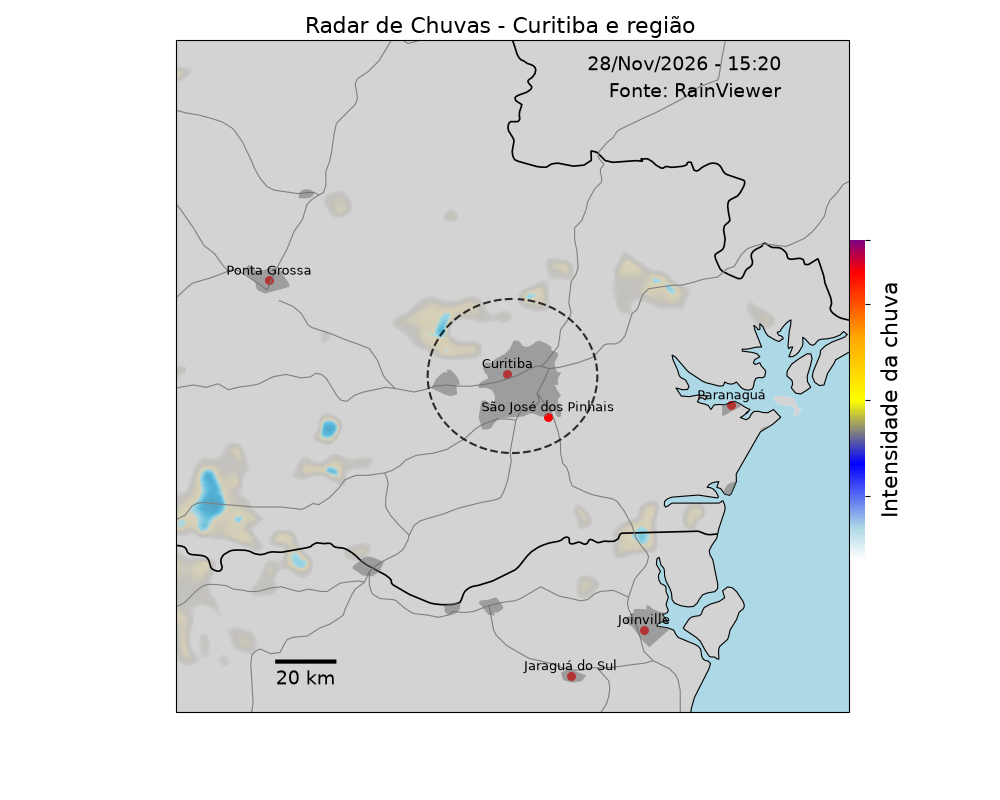 Radar de Chuvas - Curitiba e região
28/Nov/2026 - 15:20
Fonte: RainViewer
Ponta Grossa
Curitiba
Paranaguá
São José dos Pinhais
Intensidade da chuva
Joinville
Jaraguá do Sul
20 km